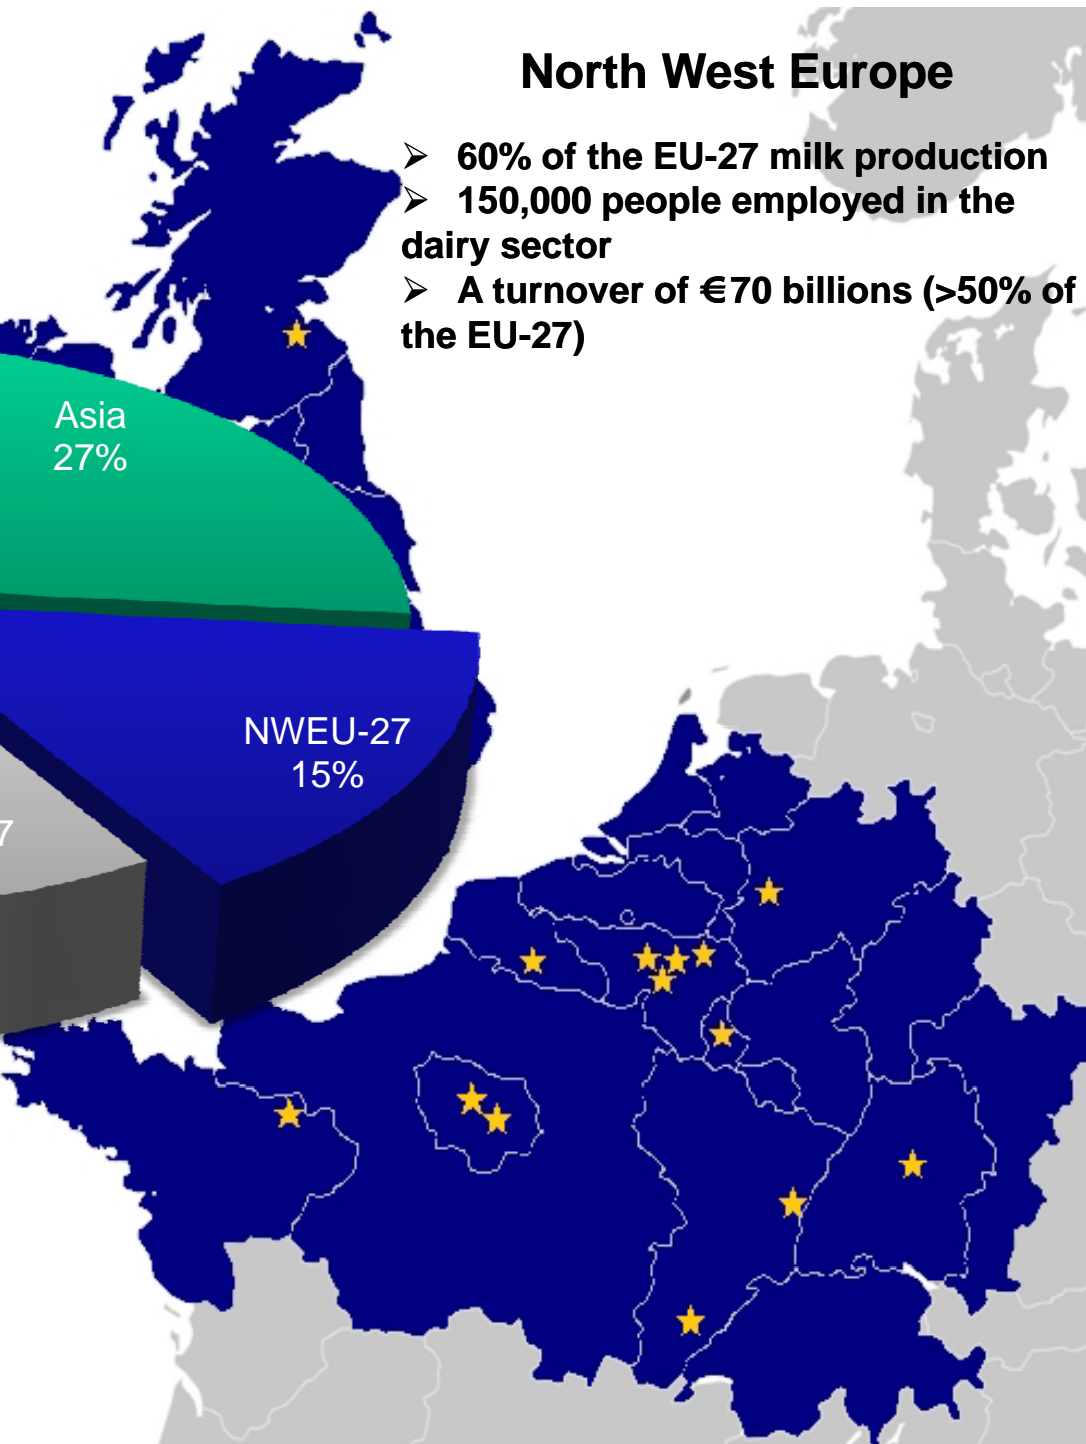 North West Europe
➢ 60% of the EU-27 milk production
➢ 150,000 people employed in the
dairy sector
➢ A turnover of €70 billions (>50% of
the EU-27)
Asia
27%
NWEU-27
15%
7